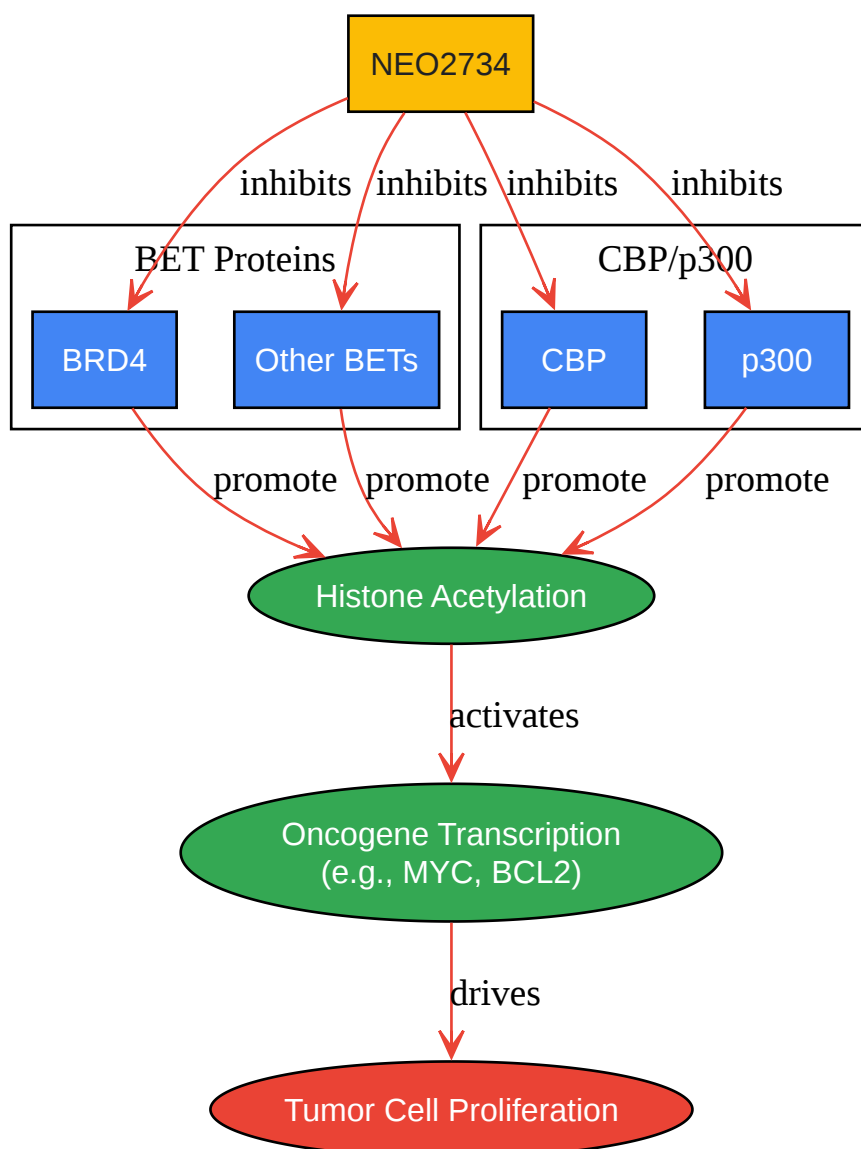 NEO2734
inhibits
inhibits
inhibits
inhibits
BET Proteins
CBP/p300
BRD4
Other BETs
CBP
p300
promote
promote
promote
promote
Histone Acetylation
activates
Oncogene Transcription
(e.g., MYC, BCL2)
drives
Tumor Cell Proliferation